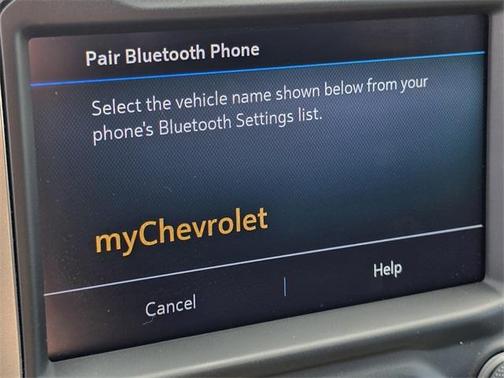 Pair Bluetooth Phone
Select the vehicle name shown below from your
phone's Bluetooth Settings list.
myChevrolet
Cancel
Help